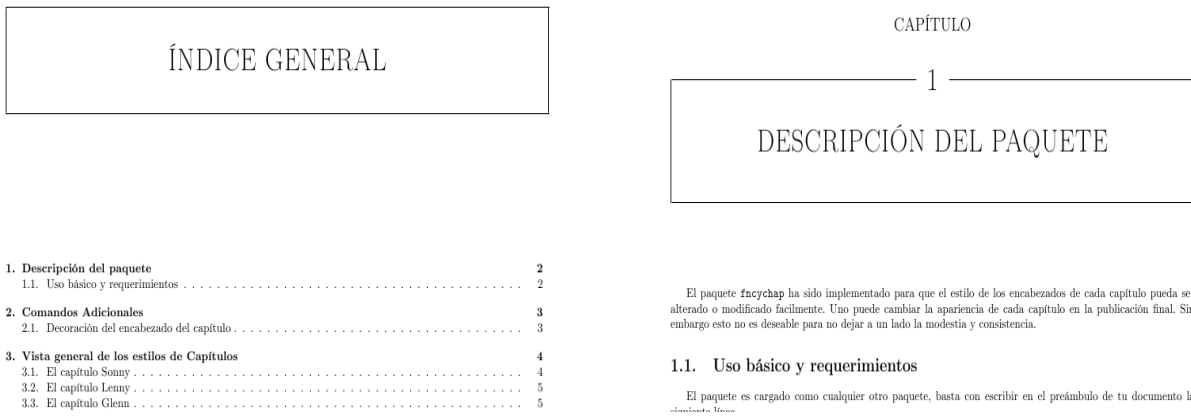 ÍNDICE GENERAL
1. Descripción del paquete 2
1.1. Uso básico y requerimientos . . . . . . . . . . . . . . . . . . . . . . . . . . . . . . . . . . . . . . . . 2
2. Comandos Adicionales 3
2.1. Decoración del encabezado del capítulo . . . . . . . . . . . . . . . . . . . . . . . . . . . . . . . . . . 3
3. Vista general de los estilos de Capítulos 4
3.1. El capítulo Sonny . . . . . . . . . . . . . . . . . . . . . . . . . . . . . . . . . . . . . . . . . . . . . . 4
3.2. El capítulo Lenny . . . . . . . . . . . . . . . . . . . . . . . . . . . . . . . . . . . . . . . . . . . . . . 5
3.3. El capítulo Glenn . . . . . . . . . . . . . . . . . . . . . . . . . . . . . . . . . . . . . . . . . . . . . . 5
CAPÍTULO
1
DESCRIPCIÓN DEL PAQUETE
El paquete fncychap ha sido implementado para que el estilo de los encabezados de cada capítulo pueda se
alterado o modificado facilmente. Uno puede cambiar la apariencia de cada capítulo en la publicación final. Si
embargo esto no es deseable para no dejar a un lado la modestia y consistencia.
1.1. Uso básico y requerimientos
El paquete es cargado como cualquier otro paquete, basta con escribir en el preámbulo de tu documento l
siguiente línea